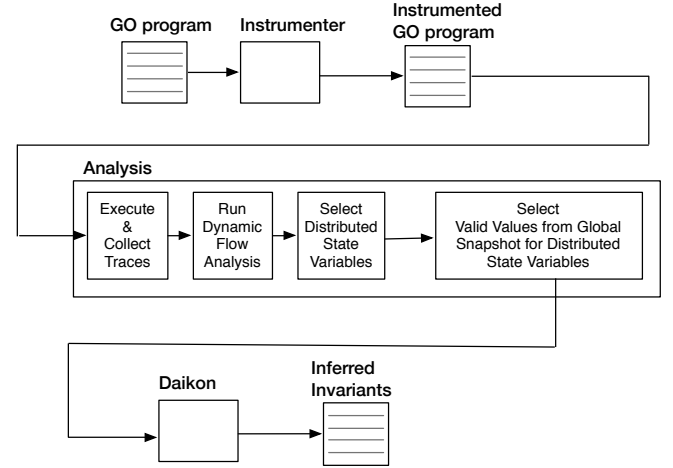 GO program
Instrumenter
Instrumented
GO program
Analysis
Execute
&
Collect
Traces
Run
Dynamic
Flow
Analysis
Select
Distributed
State
Variables
Select
Valid Values from Global
Snapshot for Distributed
State Variables
Daikon
Inferred
Invariants